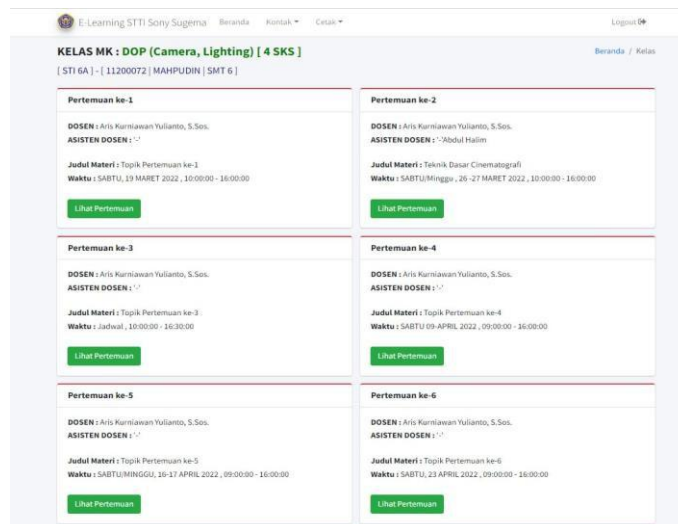 E-Learning STTI Sony Sugema Beranda Kontak Cetak Logout
KELAS MK : DOP (Camera, Lighting) [ 4 SKS ] Beranda / Kelas
[ STI 6A ] - [ 11200072 | MAHPUDIN | SMT 6 ]
Pertemuan ke-1
DOSEN : Aris Kurniawan Yulianto, S.Sos.
ASISTEN DOSEN : '-'
Judul Materi : Topik Pertemuan ke-1
Waktu : SABTU, 19 MARET 2022 , 10:00:00 - 16:00:00
Lihat Pertemuan
Pertemuan ke-2
DOSEN : Aris Kurniawan Yulianto, S.Sos.
ASISTEN DOSEN : '-'Abdul Halim
Judul Materi : Teknik Dasar Cinematografi
Waktu : SABTU/Minggu , 26 -27 MARET 2022 , 10:00:00 - 16:00:00
Lihat Pertemuan
Pertemuan ke-3
DOSEN : Aris Kurniawan Yulianto, S.Sos.
ASISTEN DOSEN : '-'
Judul Materi : Topik Pertemuan ke-3
Waktu : Jadwal , 10:00:00 - 16:30:00
Lihat Pertemuan
Pertemuan ke-4
DOSEN : Aris Kurniawan Yulianto, S.Sos.
ASISTEN DOSEN : '-'
Judul Materi : Topik Pertemuan ke-4
Waktu : SABTU 09-APRIL 2022 , 09:00:00 - 16:00:00
Lihat Pertemuan
Pertemuan ke-5
DOSEN : Aris Kurniawan Yulianto, S.Sos.
ASISTEN DOSEN : '-'
Judul Materi : Topik Pertemuan ke-5
Waktu : SABTU/MINGGU, 16-17 APRIL 2022 , 09:00:00 - 16:00:00
Lihat Pertemuan
Pertemuan ke-6
DOSEN : Aris Kurniawan Yulianto, S.Sos.
ASISTEN DOSEN : '-'
Judul Materi : Topik Pertemuan ke-6
Waktu : SABTU, 23 APRIL 2022 , 09:00:00 - 16:00:00
Lihat Pertemuan